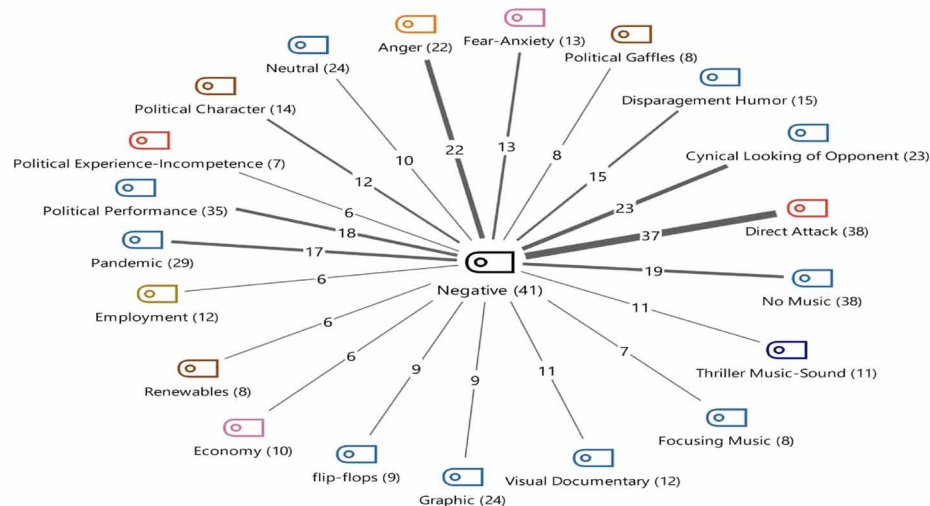 Fear-Anxiety (13)
Anger (22)
Political Gaffles (8)
Neutral (24)
Disparagement Humor (15)
Political Character (14)
Cynical Looking of Opponent (23)
Political Experience-Incompetence (7)
Political Performance (35)
Direct Attack (38)
Pandemic (29)
No Music (38)
Employment (12)
Negative (41)
Thriller Music-Sound (11)
Renewables (8)
Focusing Music (8)
Economy (10)
flip-flops (9)
Visual Documentary (12)
Graphic (24)
22
13
8
10
15
12
23
6
18
37
17
19
6
11
6
7
6
9
9
11